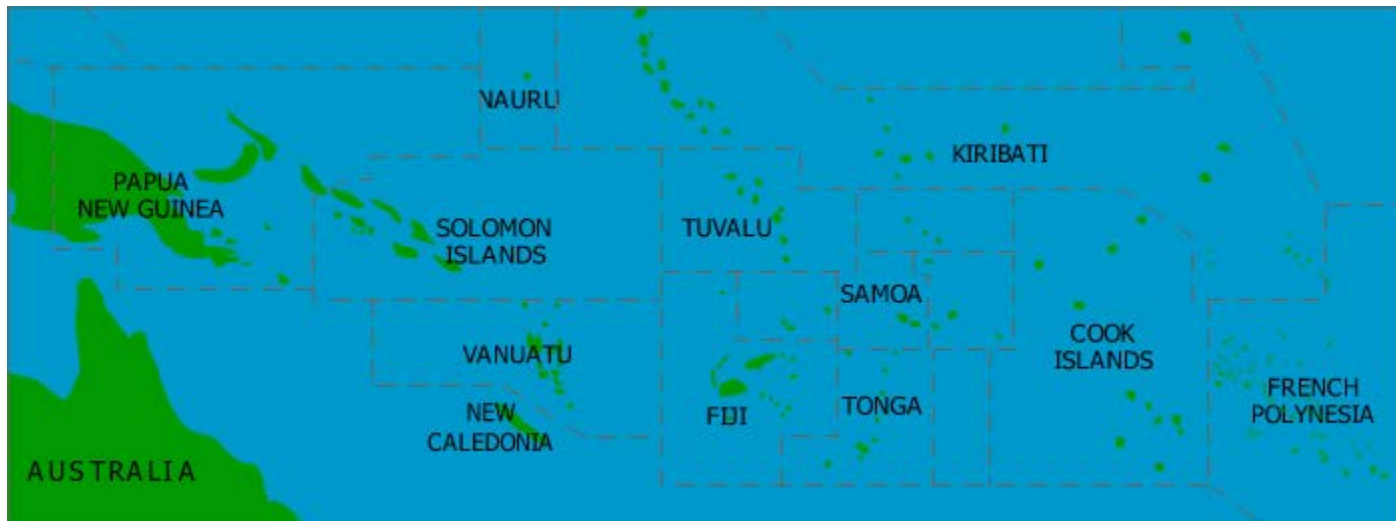 NAURU
KIRIBATI
PAPUA
NEW GUINEA
SOLOMON
ISLANDS
TUVALU
SAMOA
VANUATU
COOK
ISLANDS
NEW
CALEDONIA
FIJI
TONGA
FRENCH
POLYNESIA
AUSTRALIA